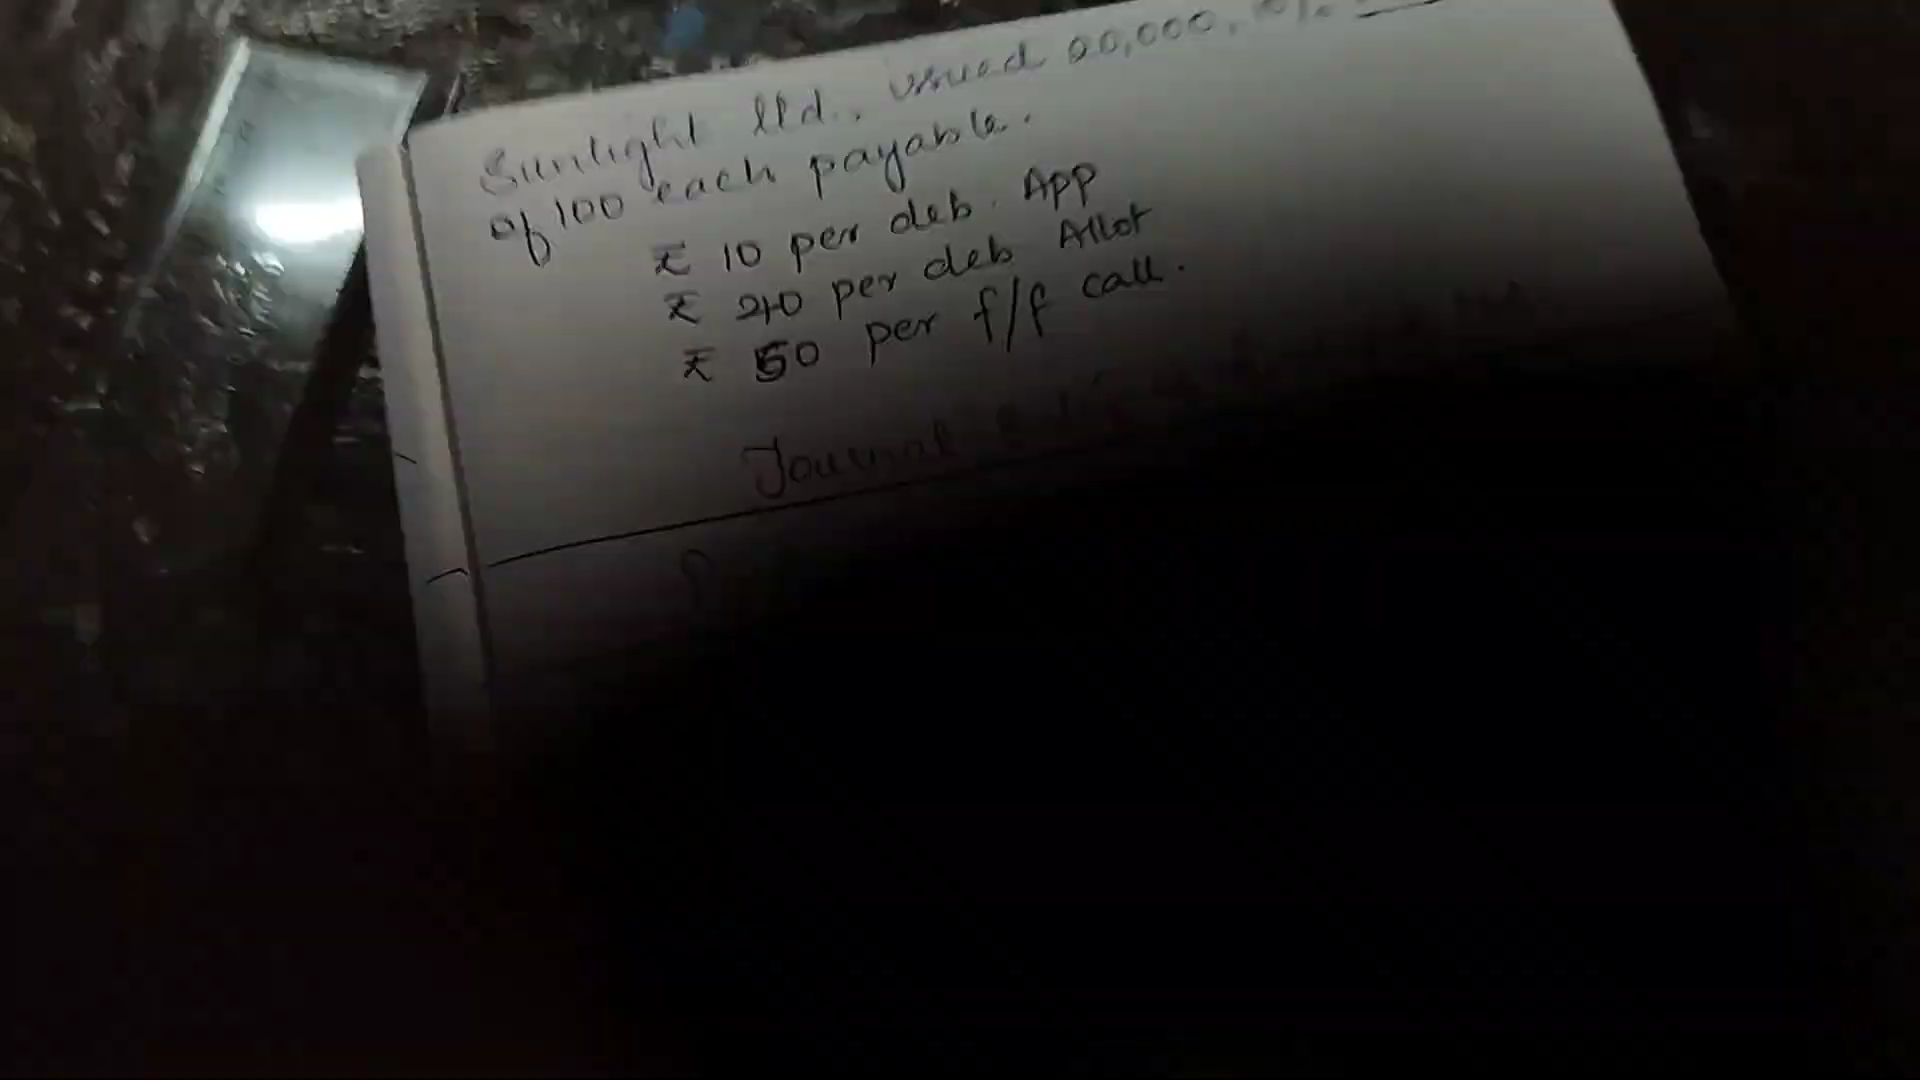 Sunlight ltd., issued 20,000,
of 100 each payable.
₹ 10 per deb. App
₹ 40 per deb Allot
₹ 50 per f/f call.
Journal